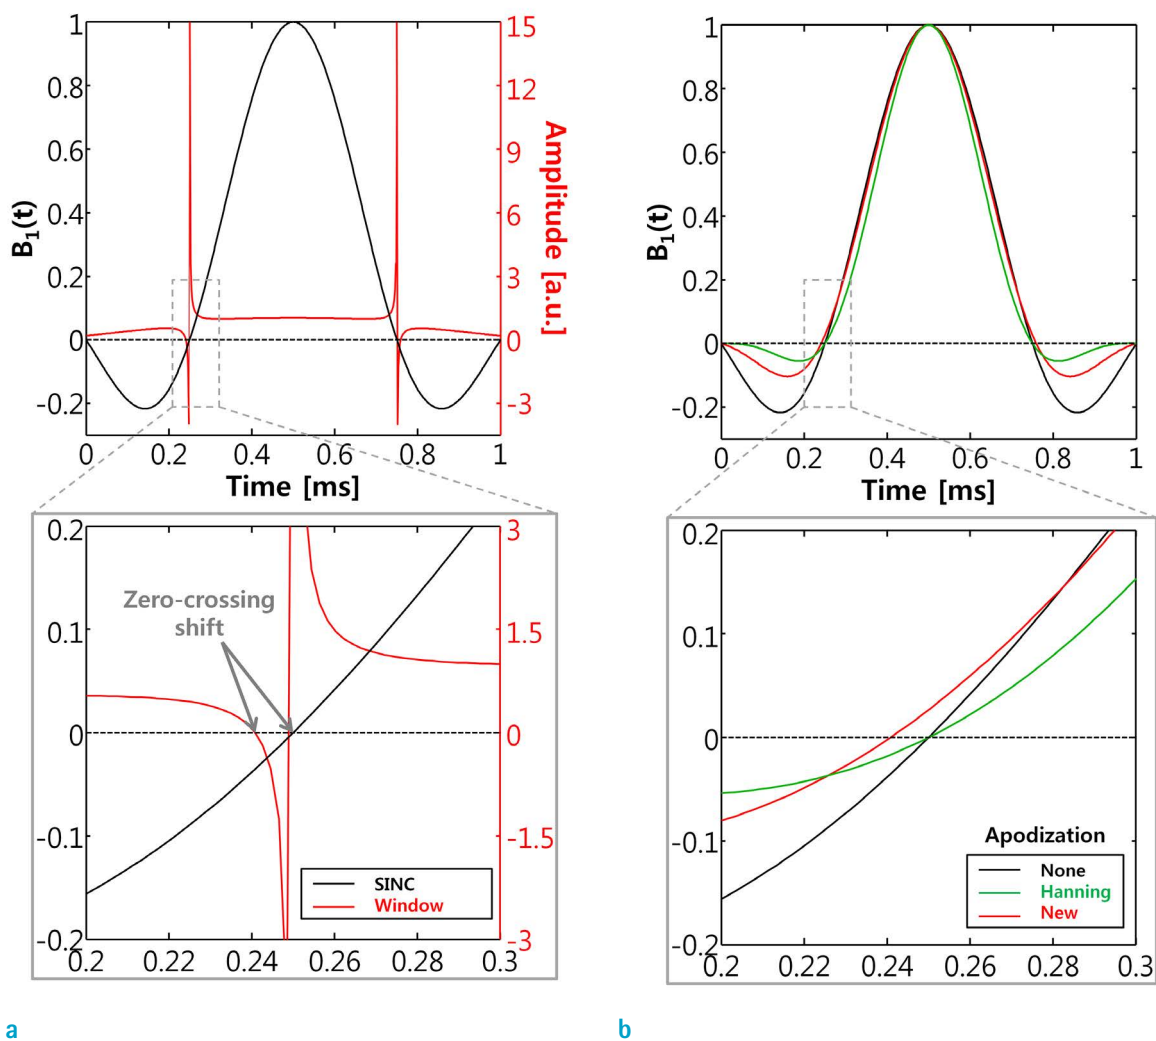 1
0.8
0.6
0.4
0.2
0
-0.2
B1(t)
15
12
9
6
3
0
-3
Amplitude [a.u.]
0 0.2 0.4 0.6 0.8 1
Time [ms]
0.2
0.1
0
-0.1
-0.2
3
1.5
0
-1.5
-3
Zero-crossing
shift
SINC
Window
0.2 0.22 0.24 0.26 0.28 0.3
a
1
0.8
0.6
0.4
0.2
0
-0.2
B1(t)
0 0.2 0.4 0.6 0.8 1
Time [ms]
0.2
0.1
0
-0.1
-0.2
Apodization
None
Hanning
New
0.2 0.22 0.24 0.26 0.28 0.3
b